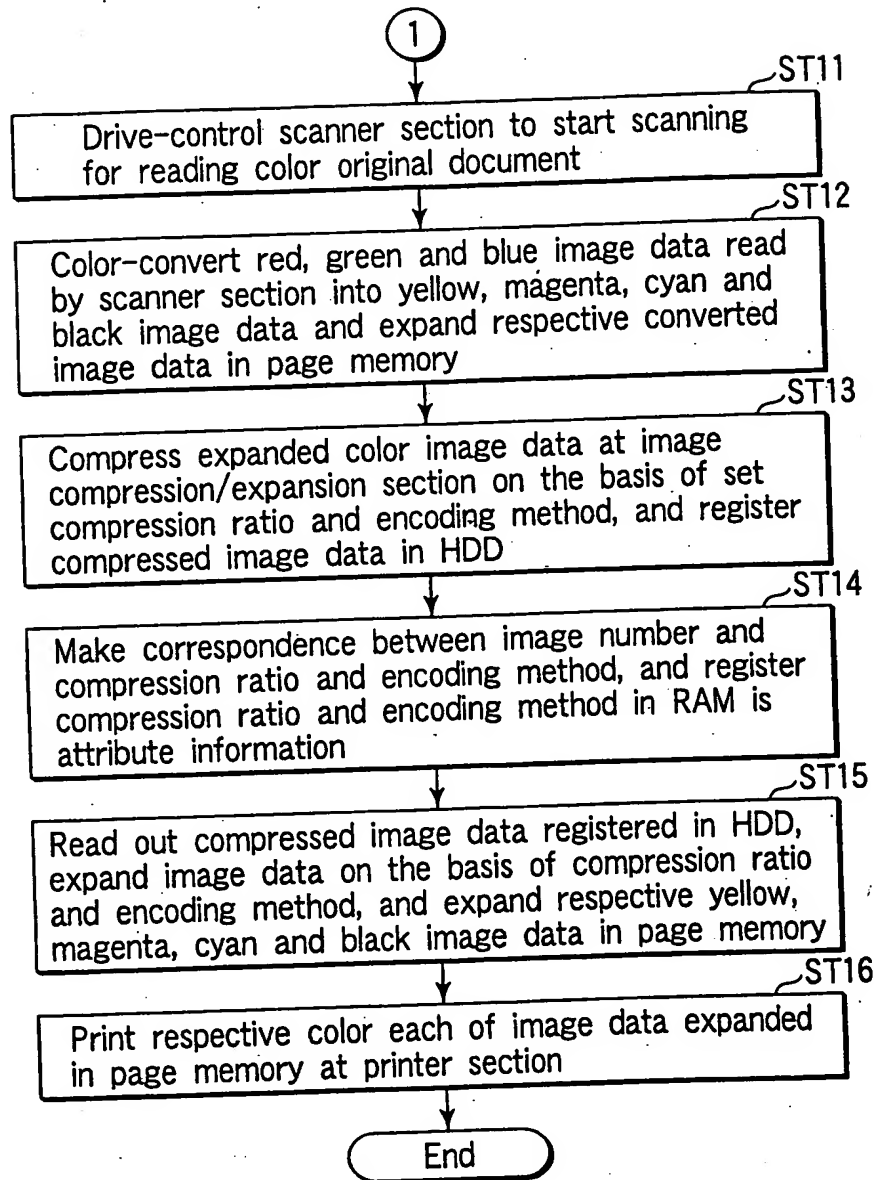 1
ST11
Drive-control scanner section to start scanning
for reading color original document
ST12
Color-convert red, green and blue image data read
by scanner section into yellow, magenta, cyan and
black image data and expand respective converted
image data in page memory
ST13
Compress expanded color image data at image
compression/expansion section on the basis of set
compression ratio and encoding method, and register
compressed image data in HDD
ST14
Make correspondence between image number and
compression ratio and encoding method, and register
compression ratio and encoding method in RAM is
attribute information
ST15
Read out compressed image data registered in HDD,
expand image data on the basis of compression ratio
and encoding method, and expand respective yellow,
magenta, cyan and black image data in page memory
ST16
Print respective color each of image data expanded
in page memory at printer section
End